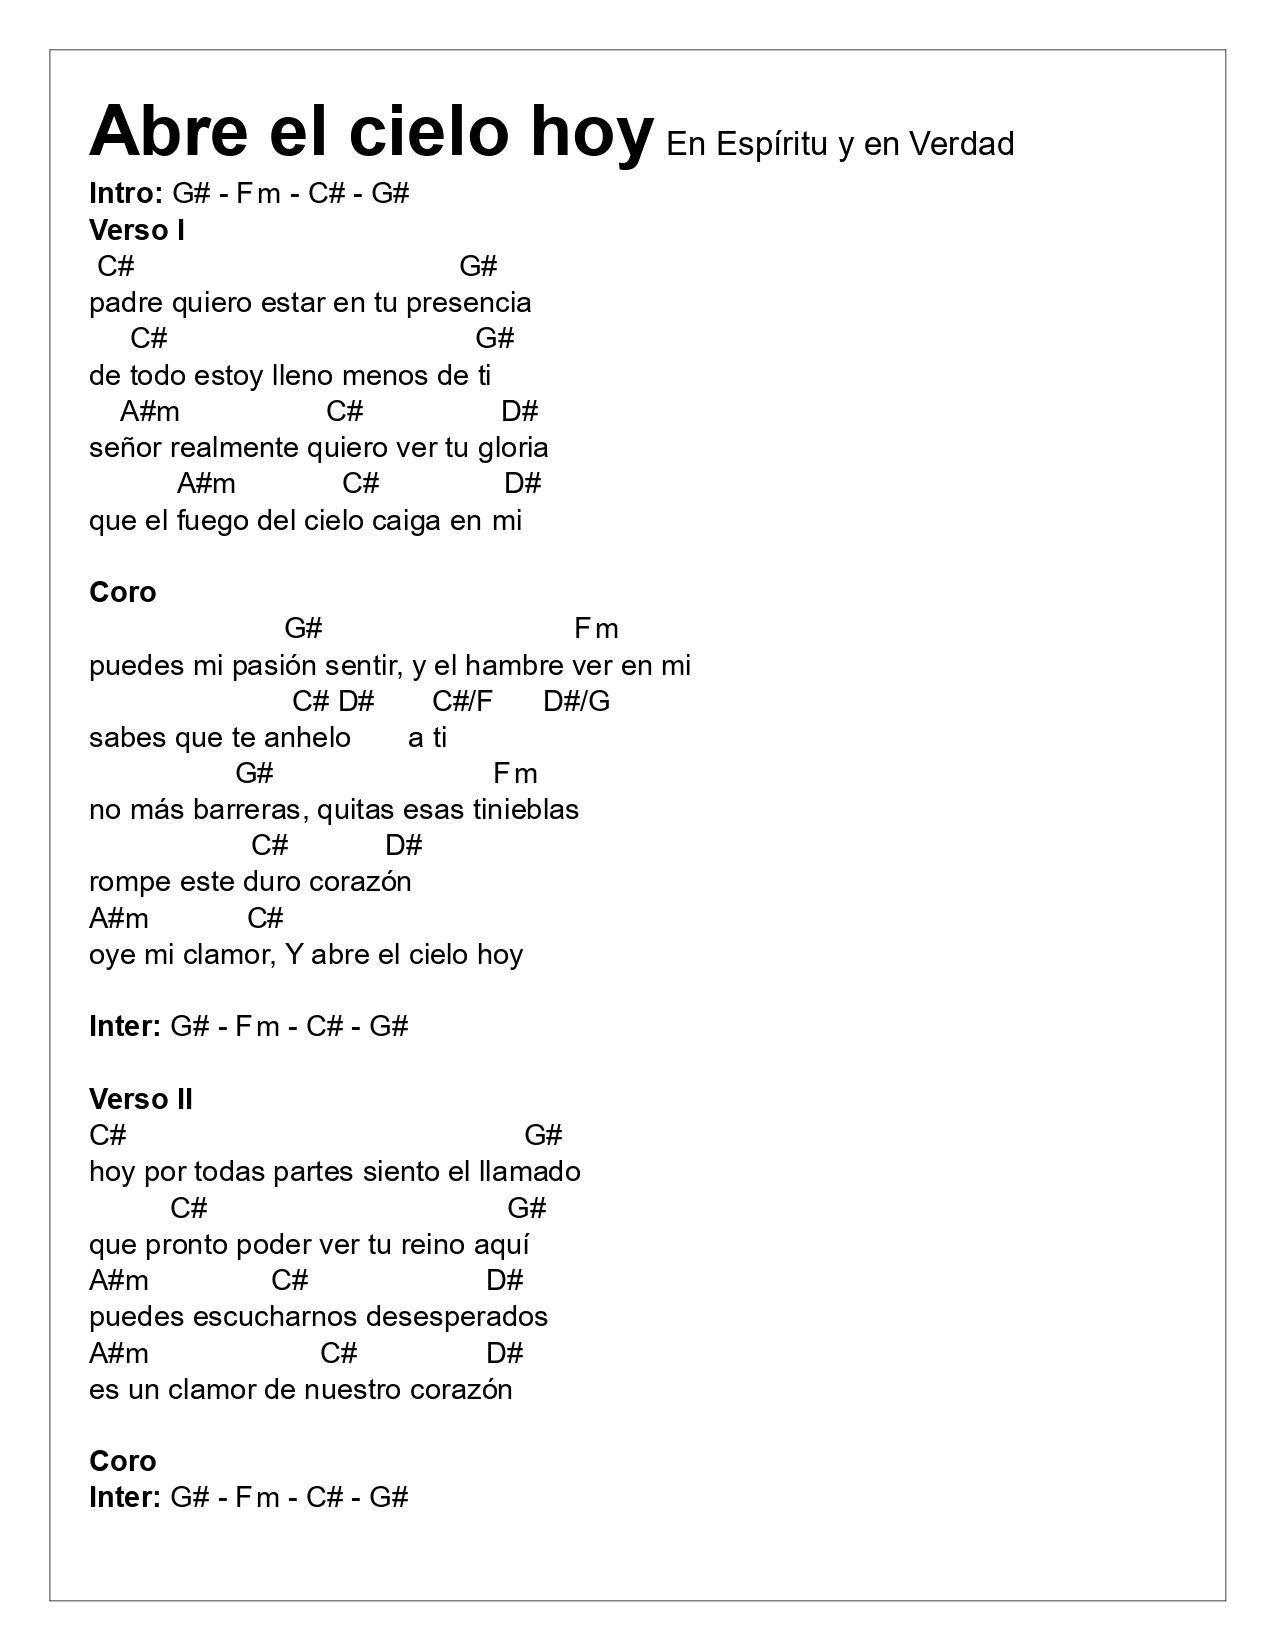 Abre el cielo hoy En Espíritu y en Verdad
Intro: G# - Fm - C# - G#
Verso I
C# G#
padre quiero estar en tu presencia
C# G#
de todo estoy lleno menos de ti
A#m C# D#
señor realmente quiero ver tu gloria
A#m C# D#
que el fuego del cielo caiga en mi
Coro
G# Fm
puedes mi pasión sentir, y el hambre ver en mi
C# D# C#/F D#/G
sabes que te anhelo a ti
G# Fm
no más barreras, quitas esas tinieblas
C# D#
rompe este duro corazón
A#m C#
oye mi clamor, Y abre el cielo hoy
Inter: G# - Fm - C# - G#
Verso II
C# G#
hoy por todas partes siento el llamado
C# G#
que pronto poder ver tu reino aquí
A#m C# D#
puedes escucharnos desesperados
A#m C# D#
es un clamor de nuestro corazón
Coro
Inter: G# - Fm - C# - G#